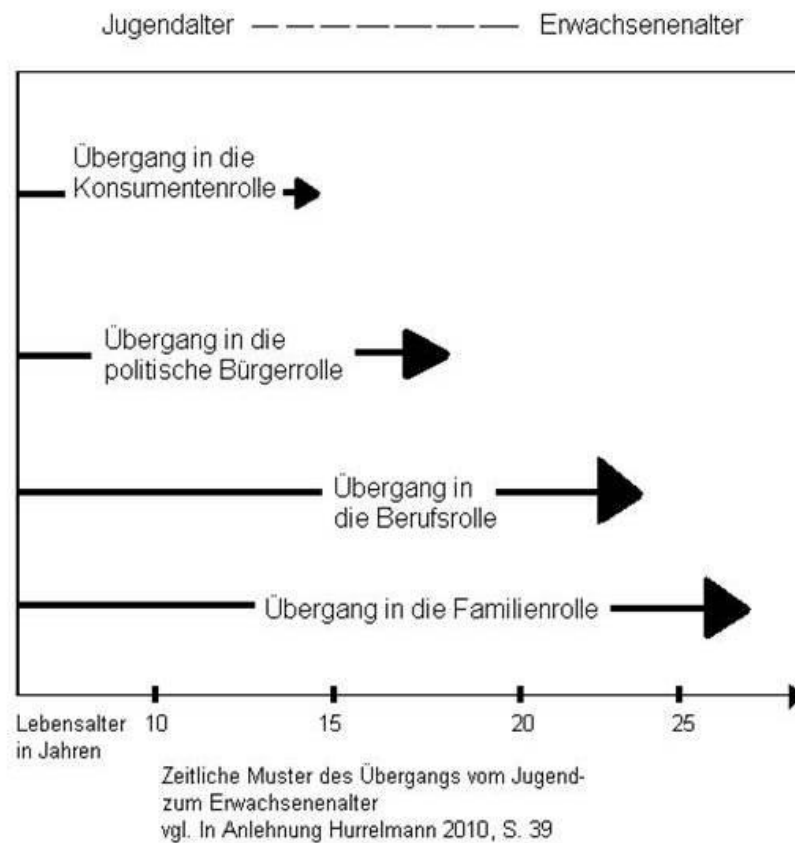 Jugendalter – – – – – – – Erwachsenenalter
Übergang in die
Konsumentenrolle
Übergang in die
politische Bürgerrolle
Übergang in
die Berufsrolle
Übergang in die Familienrolle
Lebensalter 10 15 20 25
in Jahren
Zeitliche Muster des Übergangs vom Jugend-
zum Erwachsenenalter
vgl. In Anlehnung Hurrelmann 2010, S. 39